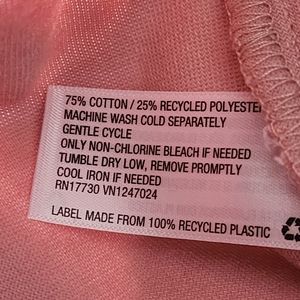 75% COTTON / 25% RECYCLED POLYESTER
MACHINE WASH COLD SEPARATELY
GENTLE CYCLE
ONLY NON-CHLORINE BLEACH IF NEEDED
TUMBLE DRY LOW, REMOVE PROMPTLY
COOL IRON IF NEEDED
RN17730 VN1247024
LABEL MADE FROM 100% RECYCLED PLASTIC